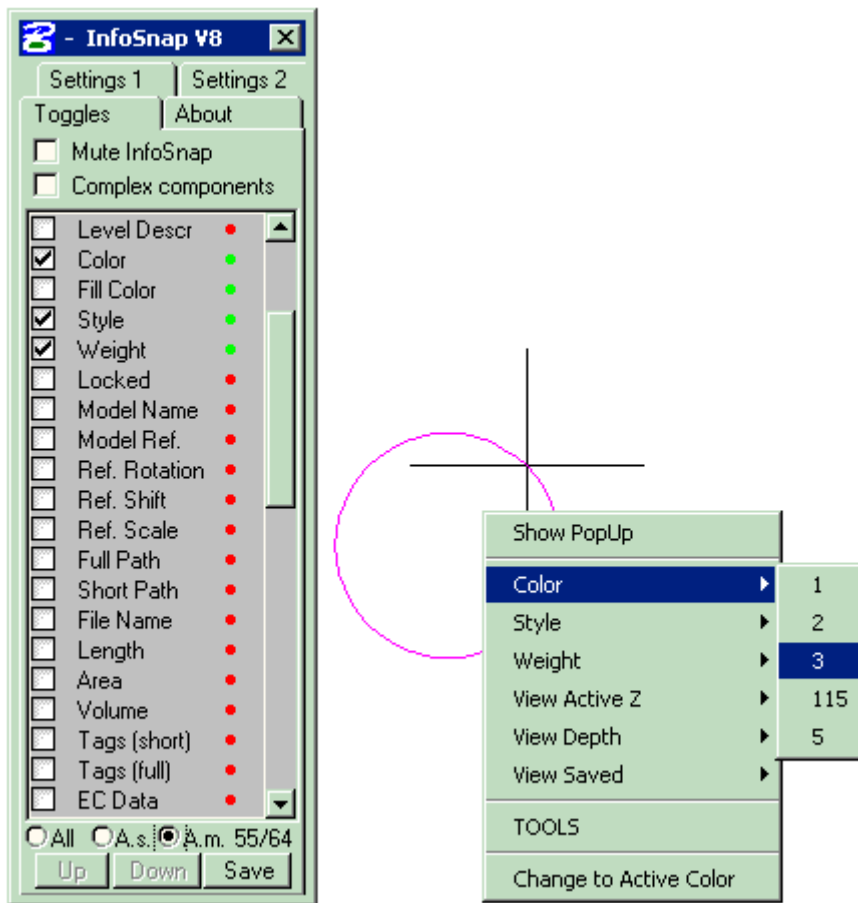 - InfoSnap V8
Settings 1 Settings 2
Toggles About
Mute InfoSnap
Complex components
Level Descr
Color
Fill Color
Style
Weight
Locked
Model Name
Model Ref.
Ref. Rotation
Ref. Shift
Ref. Scale
Full Path
Short Path
File Name
Length
Area
Volume
Tags (short)
Tags (full)
EC Data
All A.s. A.m. 55/64
Up Down Save
Show PopUp
Color
Style
Weight
View Active Z
View Depth
View Saved
TOOLS
Change to Active Color
1
2
3
115
5